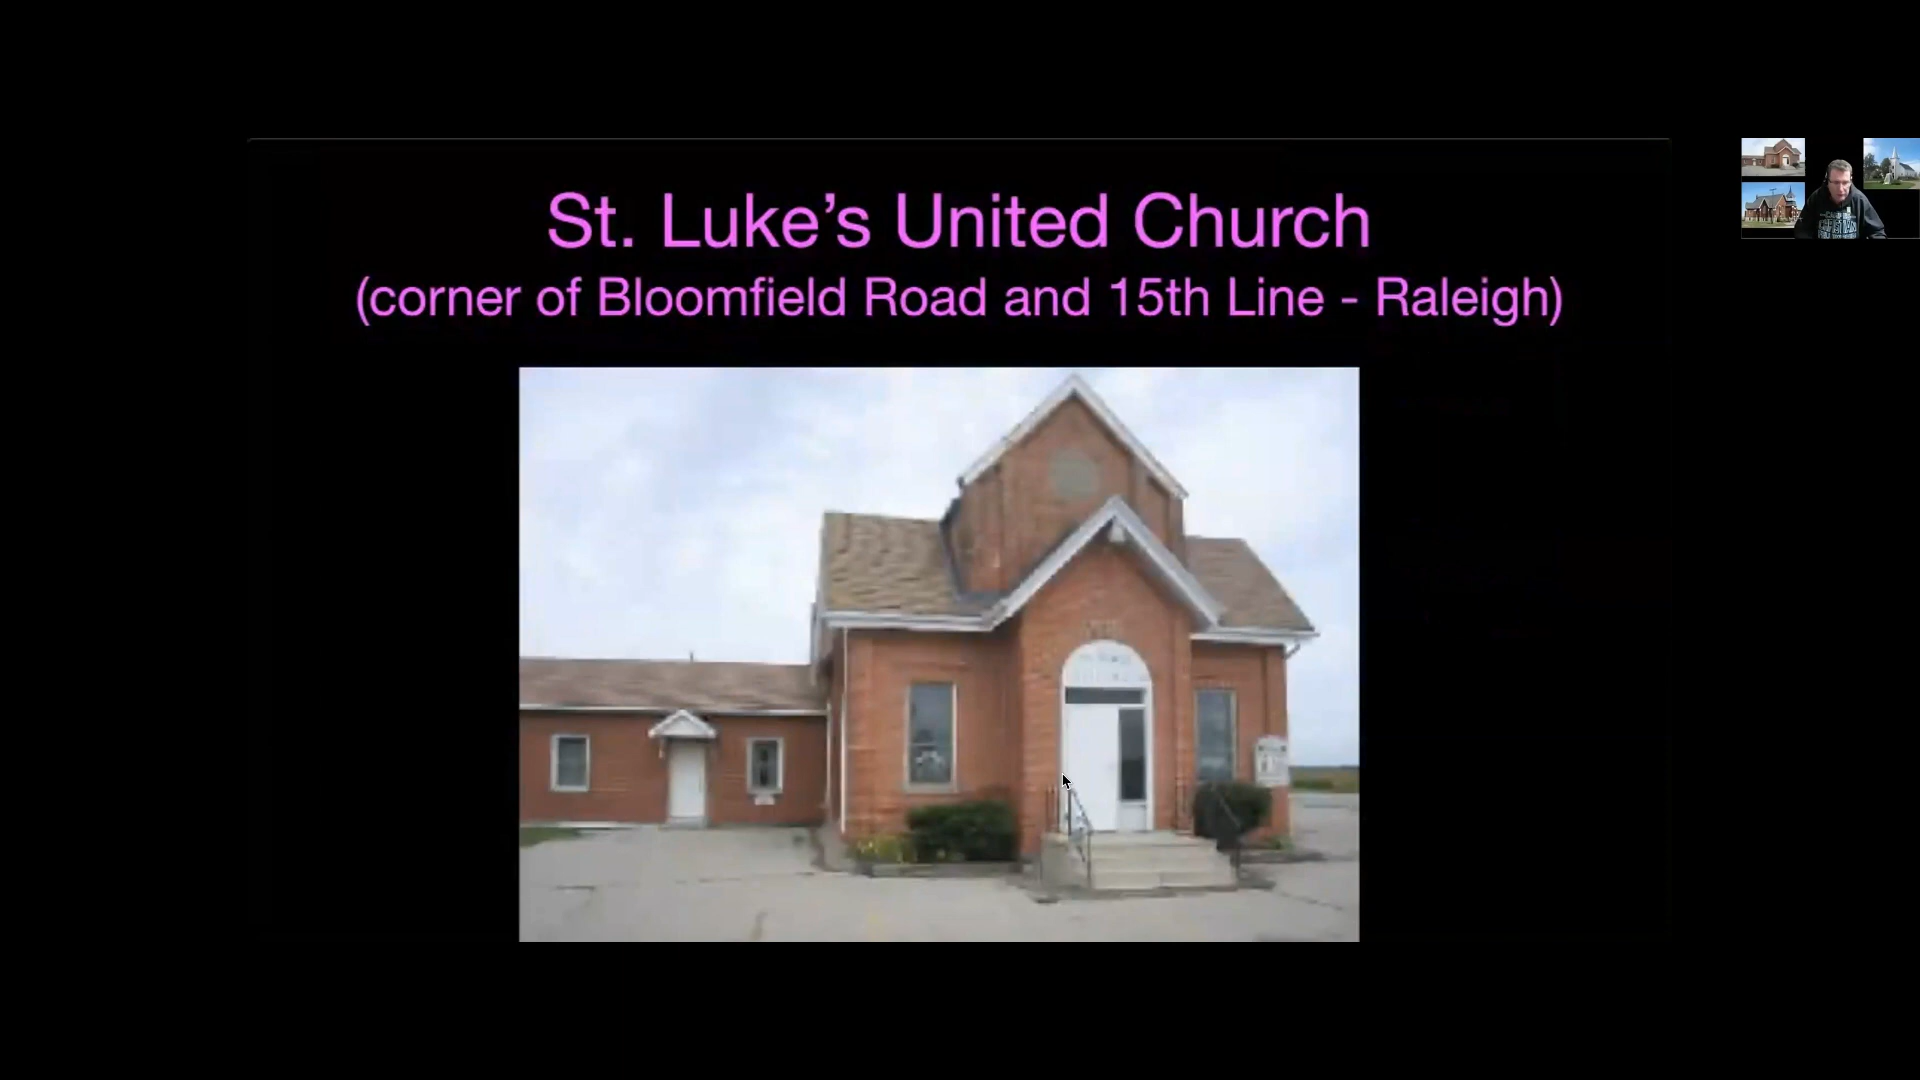 St. Luke’s United Church
(corner of Bloomfield Road and 15th Line - Raleigh)